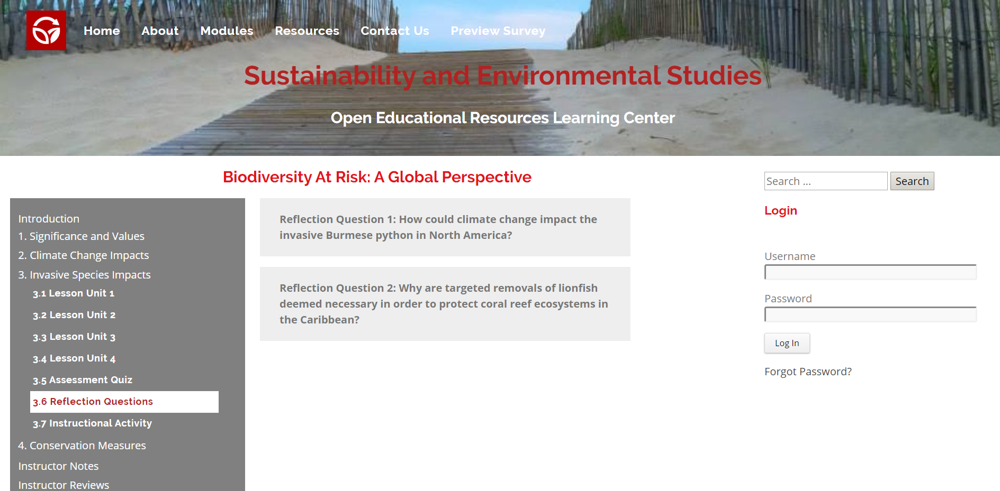 Home About Modules Resources Contact Us Preview Survey
Sustainability and Environmental Studies
Open Educational Resources Learning Center
Biodiversity At Risk: A Global Perspective
Introduction
1. Significance and Values
2. Climate Change Impacts
3. Invasive Species Impacts
3.1 Lesson Unit 1
3.2 Lesson Unit 2
3.3 Lesson Unit 3
3.4 Lesson Unit 4
3.5 Assessment Quiz
3.6 Reflection Questions
3.7 Instructional Activity
4. Conservation Measures
Instructor Notes
Instructor Reviews
Reflection Question 1: How could climate change impact the
invasive Burmese python in North America?
Reflection Question 2: Why are targeted removals of lionfish
deemed necessary in order to protect coral reef ecosystems in
the Caribbean?
Search ... Search
Login
Username
Password
Log In
Forgot Password?